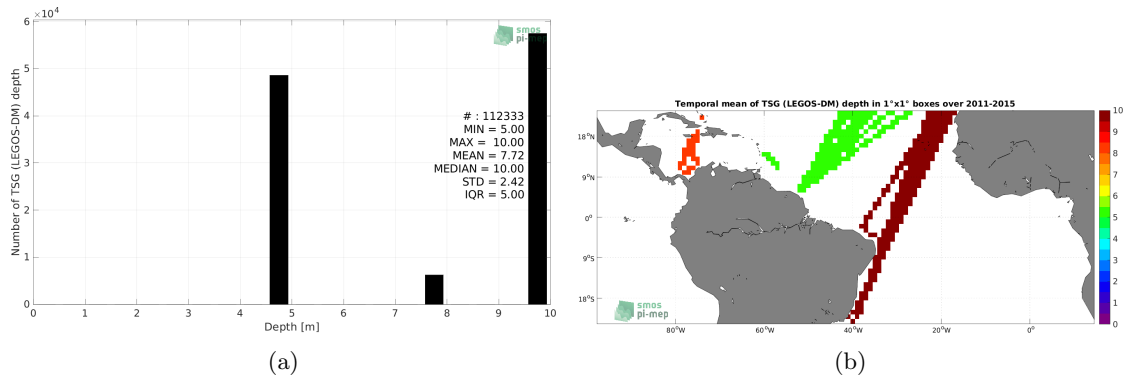 6 ×10⁴
5
4
3
2
1
0
Number of TSG (LEGOS-DM) depth
smos
pi-mep
# : 112333
MIN = 5.00
MAX = 10.00
MEAN = 7.72
MEDIAN = 10.00
STD = 2.42
IQR = 5.00
0 1 2 3 4 5 6 7 8 9 10
Depth [m]
(a)
Temporal mean of TSG (LEGOS-DM) depth in 1°x1° boxes over 2011-2015
18°N
9°N
0°
9°S
18°S
80°W 60°W 40°W 20°W 0°
smos
pi-mep
10
9
8
7
6
5
4
3
2
1
0
(b)